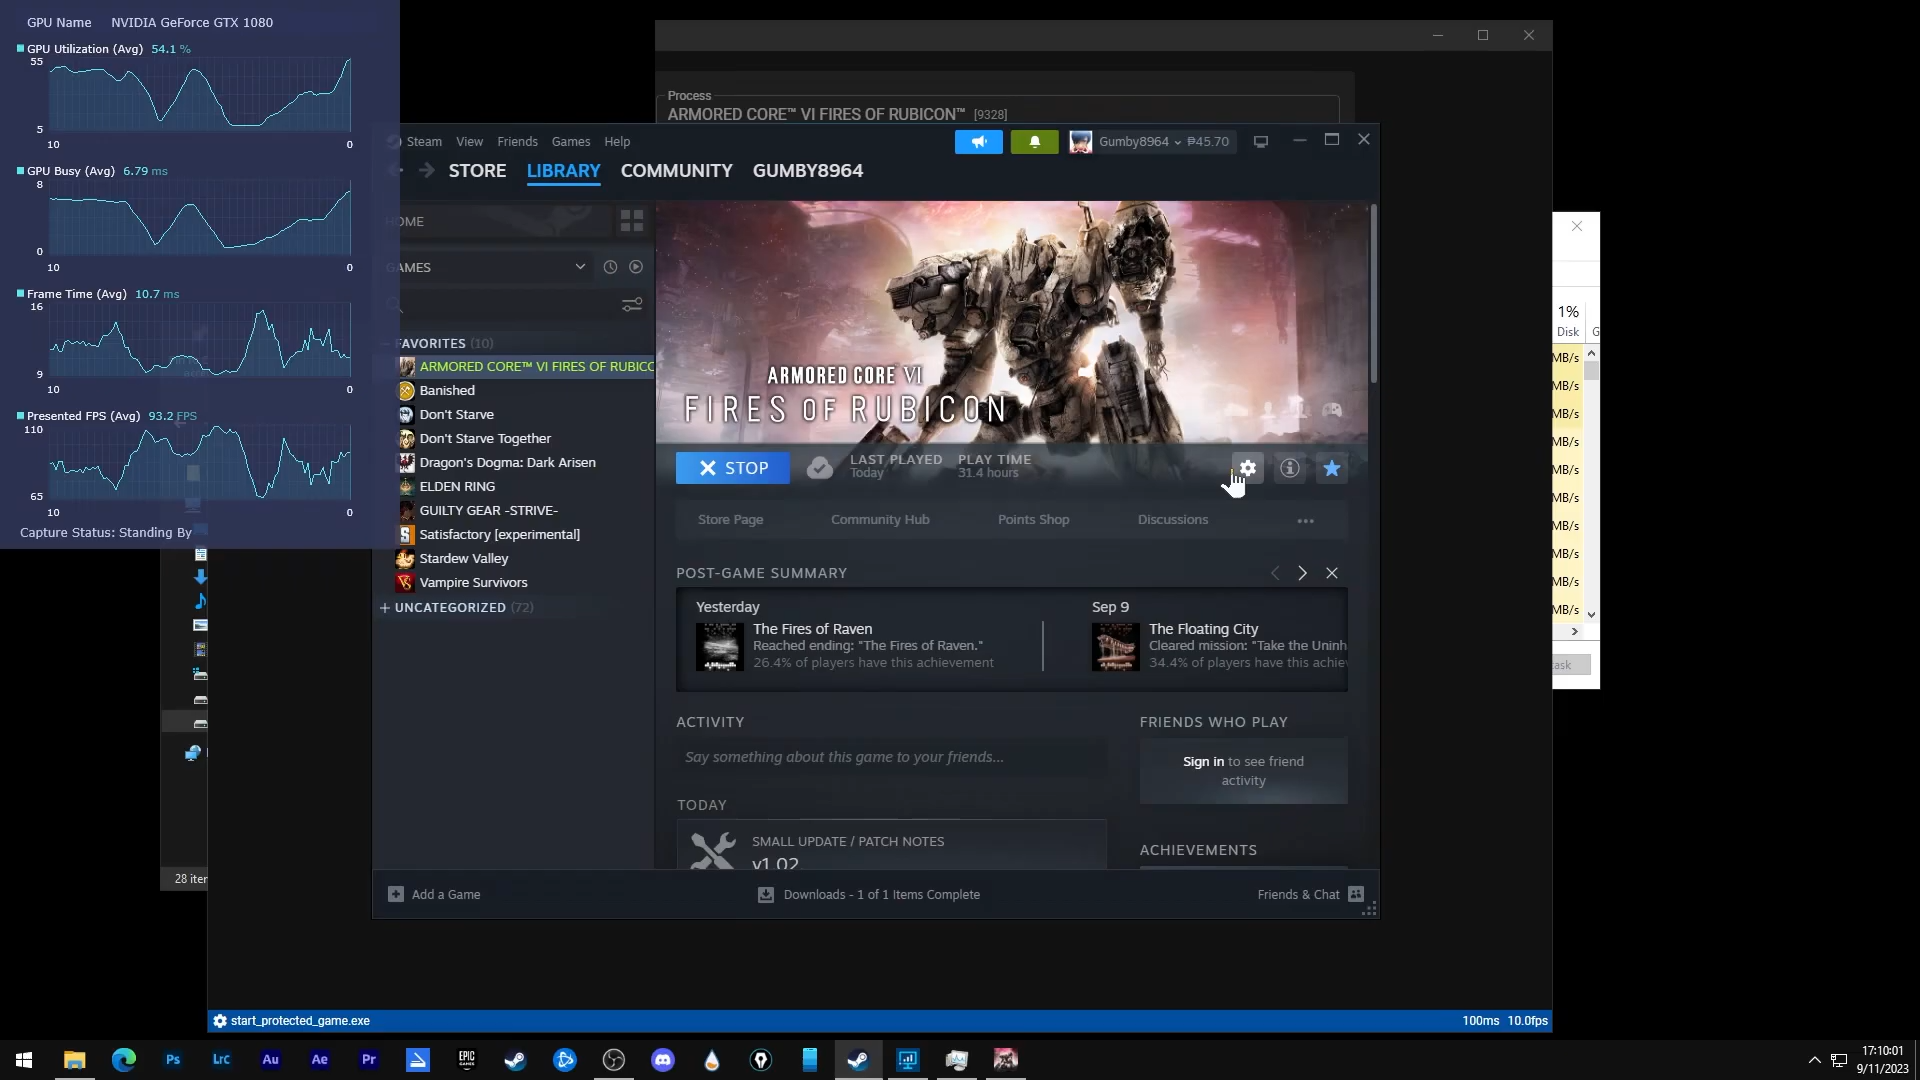 GPU Name NVIDIA GeForce GTX 1080
GPU Utilization (Avg) 54.1 %
55
5
10 0
GPU Busy (Avg) 6.79 ms
8
0
10 0
Frame Time (Avg) 10.7 ms
16
9
10 0
Presented FPS (Avg) 93.2 FPS
110
65
10 0
Capture Status: Standing By
Process
ARMORED CORE™ VI FIRES OF RUBICON™ [9328]
Steam View Friends Games Help
Gumby8964 ₱45.70
STORE LIBRARY COMMUNITY GUMBY8964
OME
GAMES
FAVORITES (10)
ARMORED CORE™ VI FIRES OF RUBICO
Banished
Don't Starve
Don't Starve Together
Dragon's Dogma: Dark Arisen
ELDEN RING
GUILTY GEAR -STRIVE-
Satisfactory [experimental]
Stardew Valley
Vampire Survivors
+ UNCATEGORIZED (72)
ARMORED CORE VI
FIRES OF RUBICON
STOP
LAST PLAYED
Today
PLAY TIME
31.4 hours
Store Page Community Hub Points Shop Discussions ...
POST-GAME SUMMARY
Yesterday
The Fires of Raven
Reached ending: "The Fires of Raven."
26.4% of players have this achievement
Sep 9
The Floating City
Cleared mission: "Take the Uninh
34.4% of players have this achie
ACTIVITY
Say something about this game to your friends...
FRIENDS WHO PLAY
Sign in to see friend
activity
TODAY
SMALL UPDATE / PATCH NOTES
v1.02
ACHIEVEMENTS
Add a Game
Downloads - 1 of 1 Items Complete
Friends & Chat
1%
Disk G
MB/s
MB/s
MB/s
MB/s
MB/s
MB/s
MB/s
MB/s
MB/s
MB/s
ask
28 iter
start_protected_game.exe
100ms 10.0fps
Ps Lrc Au Ae Pr
EPIC GAMES
17:10:01
9/11/2023